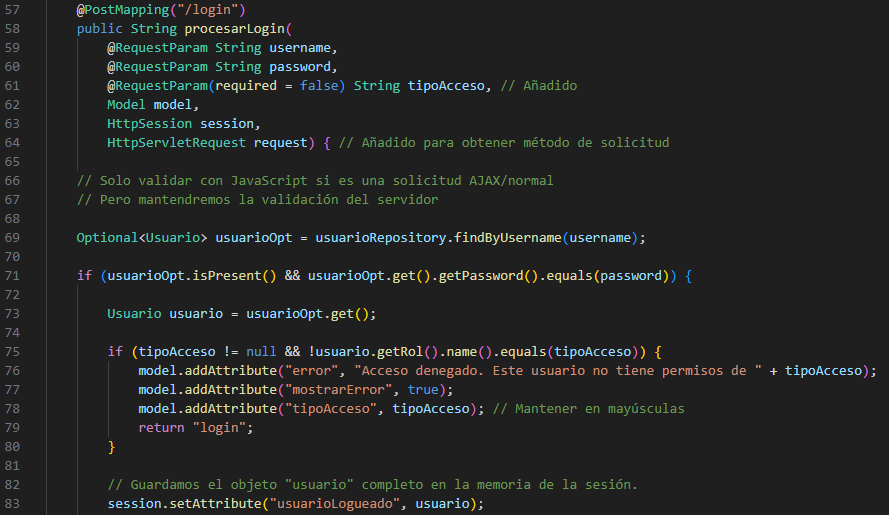 57 @PostMapping("/login")
58 public String procesarLogin(
59 @RequestParam String username,
60 @RequestParam String password,
61 @RequestParam(required = false) String tipoAcceso, // Añadido
62 Model model,
63 HttpSession session,
64 HttpServletRequest request) { // Añadido para obtener método de solicitud
65
66 // Solo validar con JavaScript si es una solicitud AJAX/normal
67 // Pero mantendremos la validación del servidor
68
69 Optional<Usuario> usuarioOpt = usuarioRepository.findByUsername(username);
70
71 if (usuarioOpt.isPresent() && usuarioOpt.get().getPassword().equals(password)) {
72
73 Usuario usuario = usuarioOpt.get();
74
75 if (tipoAcceso != null && !usuario.getRol().name().equals(tipoAcceso)) {
76 model.addAttribute("error", "Acceso denegado. Este usuario no tiene permisos de " + tipoAcceso);
77 model.addAttribute("mostrarError", true);
78 model.addAttribute("tipoAcceso", tipoAcceso); // Mantener en mayúsculas
79 return "login";
80 }
81
82 // Guardamos el objeto "usuario" completo en la memoria de la sesión.
83 session.setAttribute("usuarioLogueado", usuario);